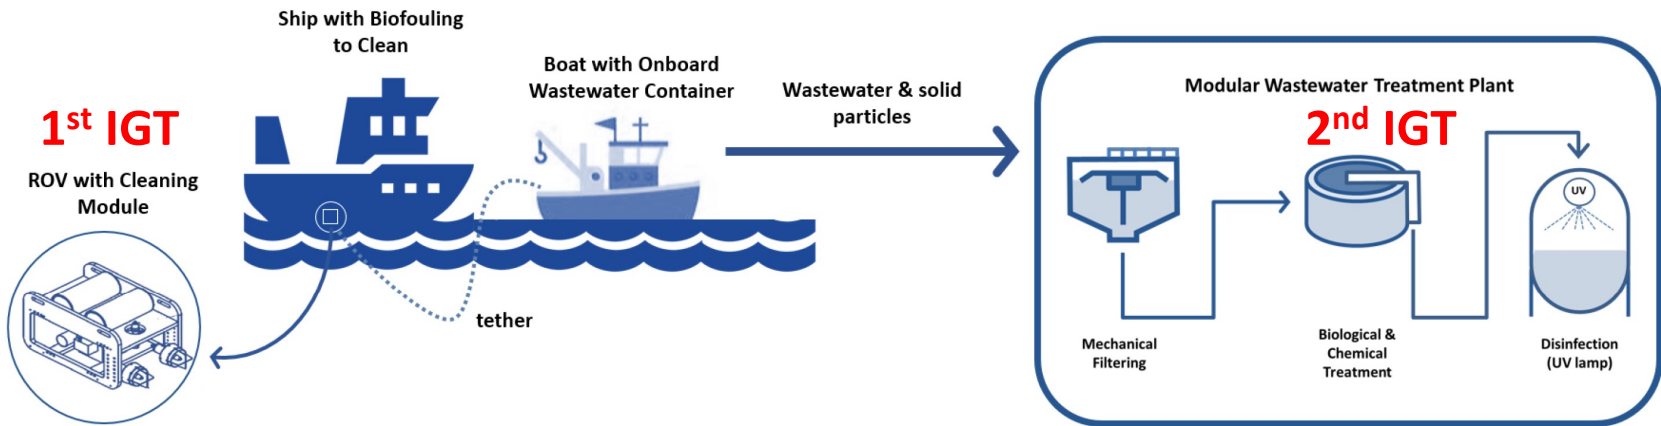 Ship with Biofouling
to Clean
Boat with Onboard
Wastewater Container
1st IGT
ROV with Cleaning
Module
tether
Wastewater & solid
particles
Modular Wastewater Treatment Plant
2nd IGT
UV
Mechanical
Filtering
Biological &
Chemical
Treatment
Disinfection
(UV lamp)